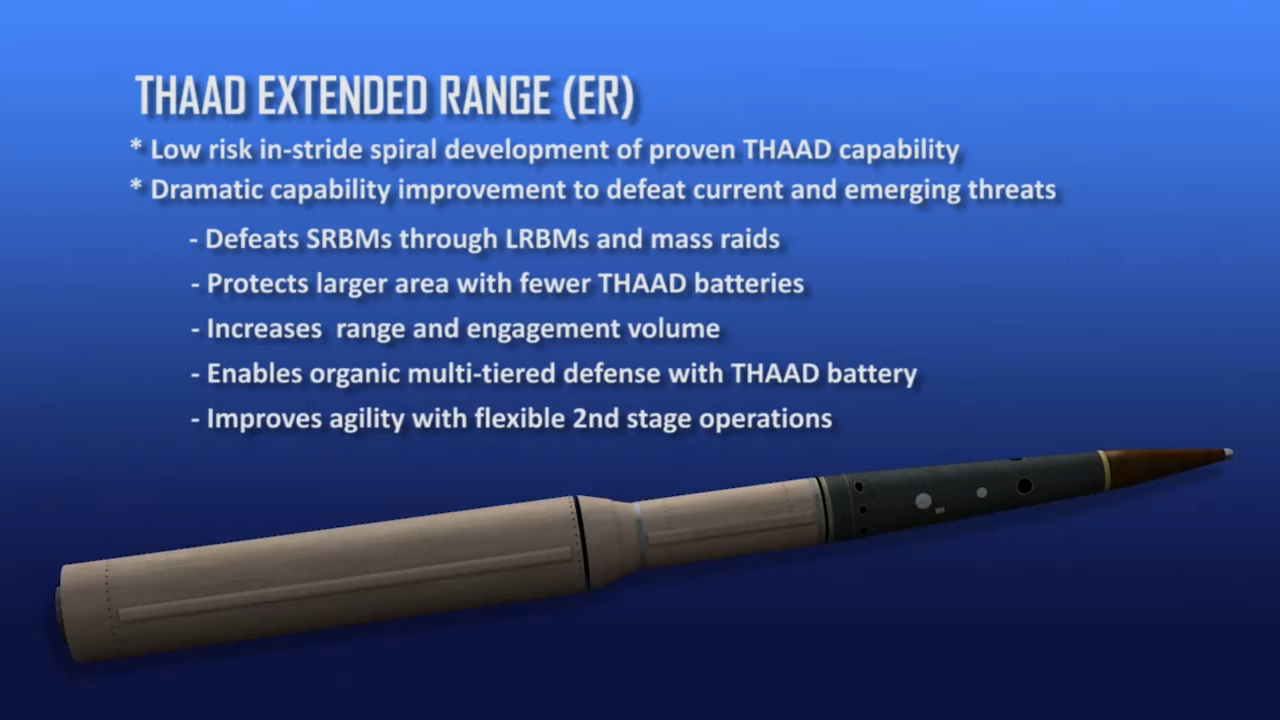 THAAD EXTENDED RANGE (ER)
* Low risk in-stride spiral development of proven THAAD capability
* Dramatic capability improvement to defeat current and emerging threats
- Defeats SRBMs through LRBMs and mass raids
- Protects larger area with fewer THAAD batteries
- Increases  range and engagement volume
- Enables organic multi-tiered defense with THAAD battery
- Improves agility with flexible 2nd stage operations